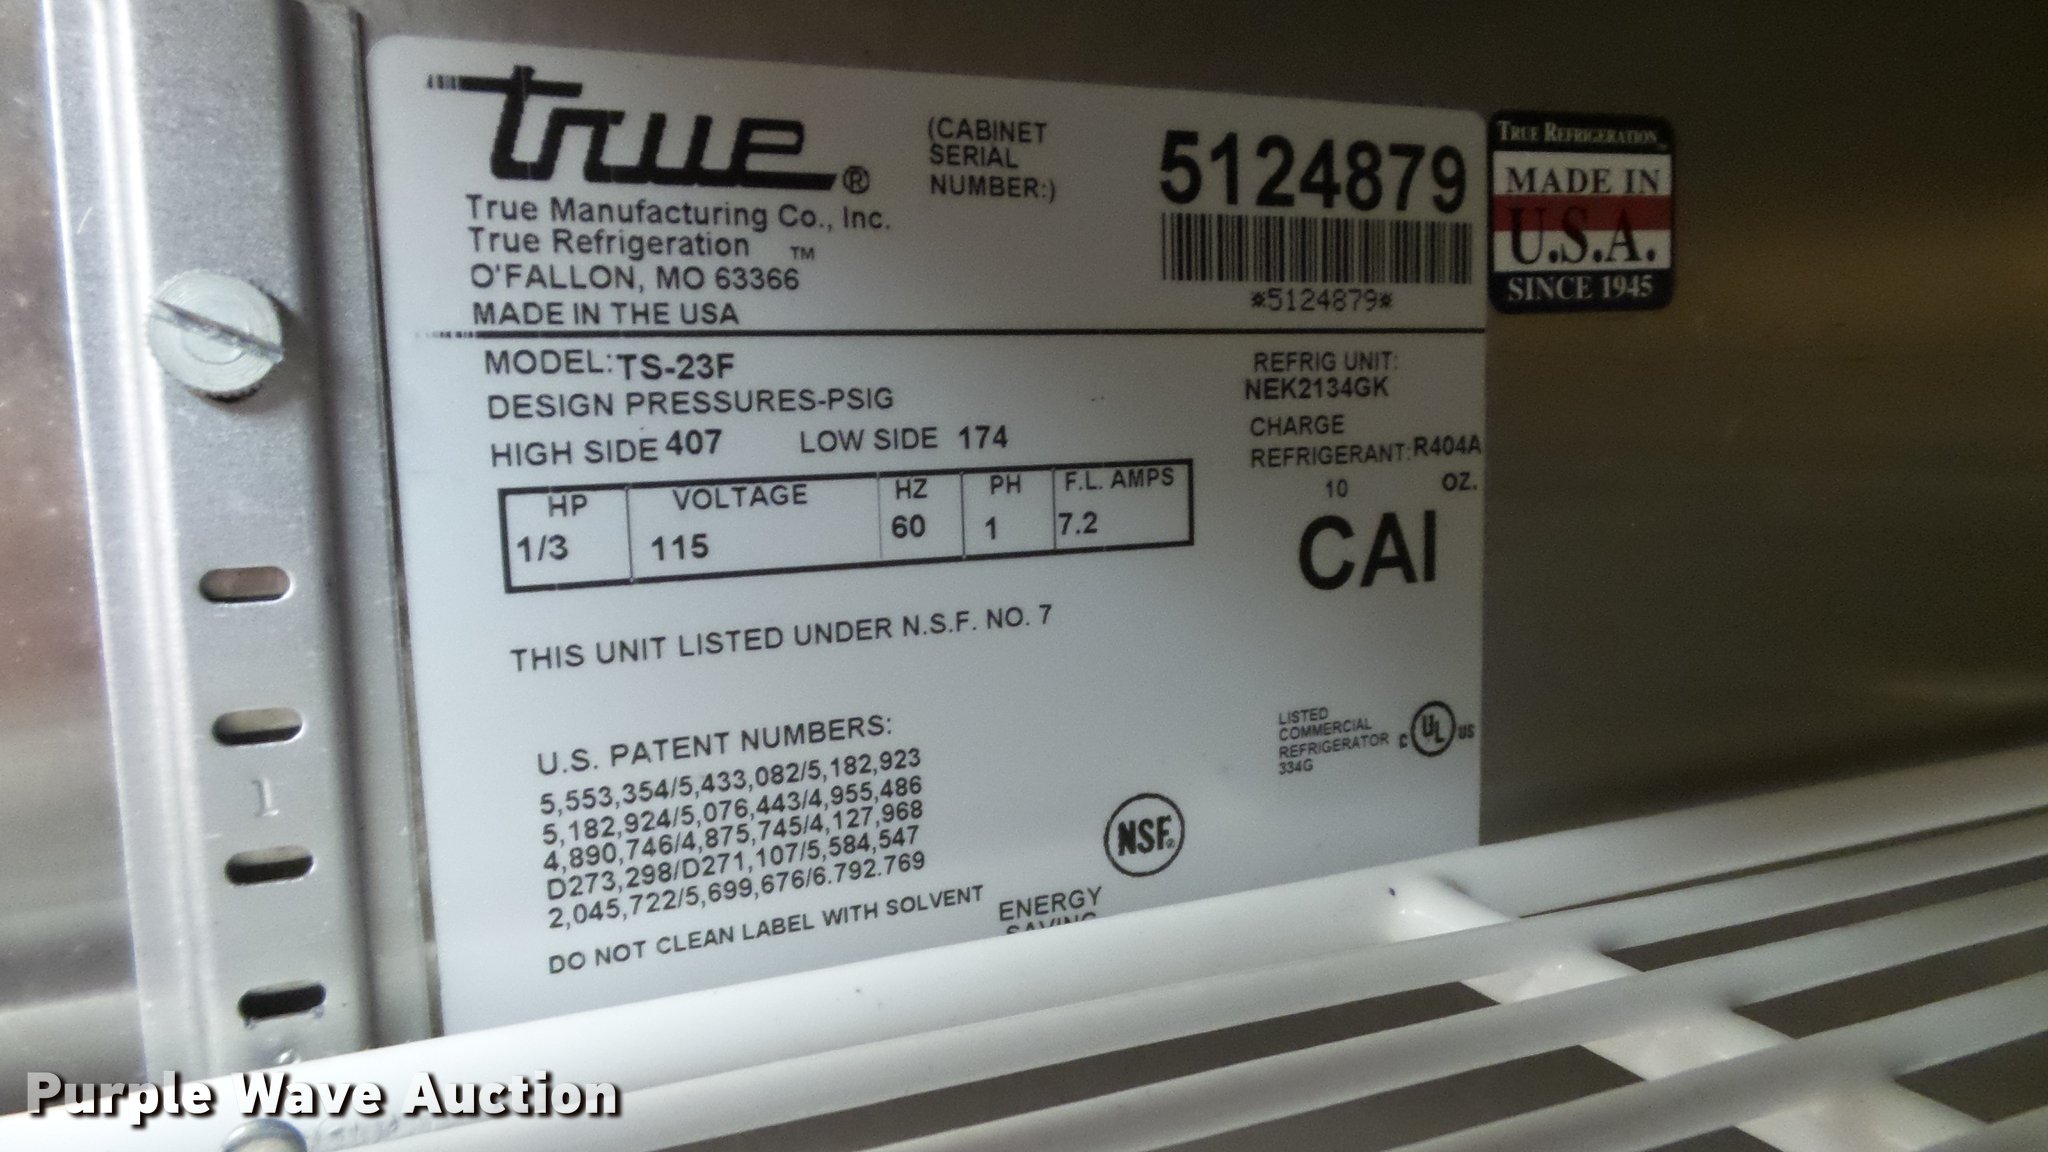 true®
True Manufacturing Co., Inc.
True Refrigeration ™
O'FALLON, MO 63366
MADE IN THE USA
(CABINET
SERIAL
NUMBER:)
5124879
*5124879*
TRUE REFRIGERATION
MADE IN
U.S.A.
SINCE 1945
MODEL: TS-23F
DESIGN PRESSURES-PSIG
HIGH SIDE 407 LOW SIDE 174
REFRIG UNIT:
NEK2134GK
CHARGE
REFRIGERANT: R404A
10 OZ.
CAI
HP VOLTAGE HZ PH F.L. AMPS
1/3 115 60 1 7.2
THIS UNIT LISTED UNDER N.S.F. NO. 7
U.S. PATENT NUMBERS:
5,553,354/5,433,082/5,182,923
5,182,924/5,076,443/4,955,486
4,890,746/4,875,745/4,127,968
D273,298/D271,107/5,584,547
2,045,722/5,699,676/6.792.769
DO NOT CLEAN LABEL WITH SOLVENT
LISTED
COMMERCIAL
REFRIGERATOR
334G
C UL US
NSF®
ENERGY
SAVING
1
Purple Wave Auction